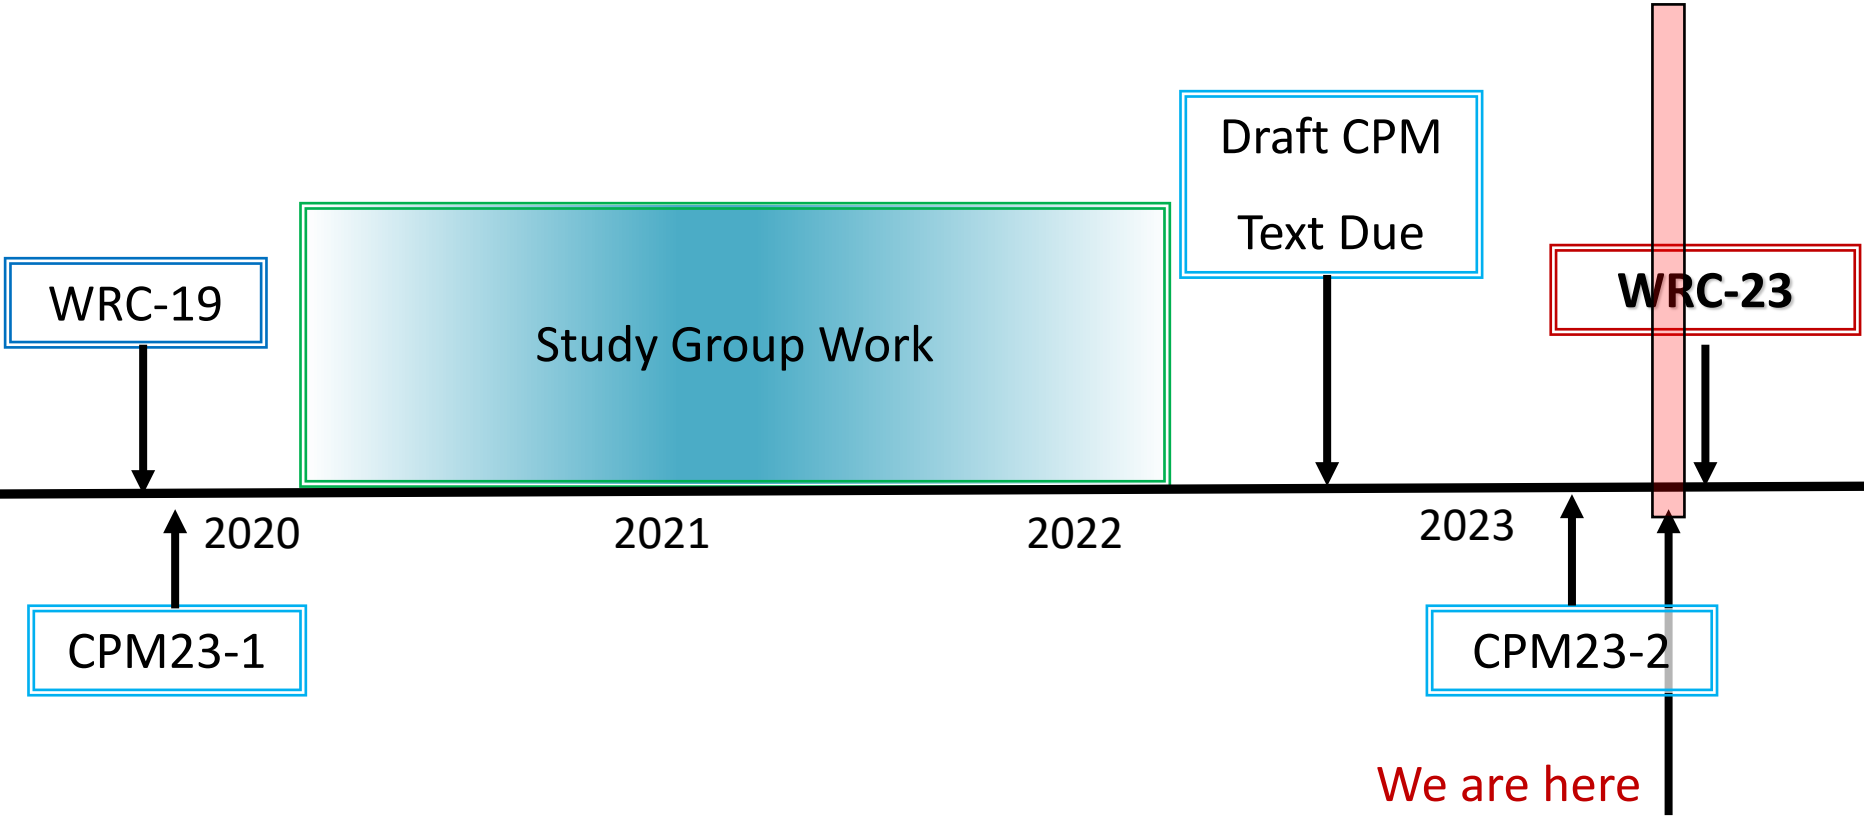 Draft CPM
Text Due
WRC-19
Study Group Work
WRC-23
2020
2021
2022
2023
CPM23-1
CPM23-2
We are here